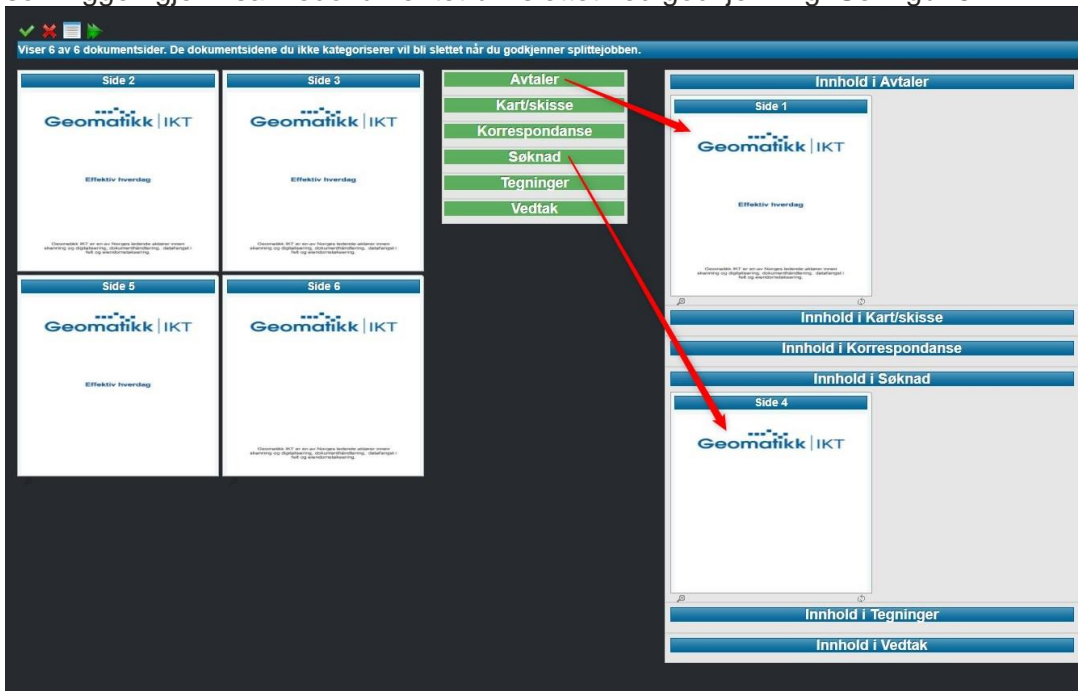 Viser 6 av 6 dokumentsider. De dokumentsidene du ikke kategoriserer vil bli slettet når du godkjenner splittejobben.
Side 2
Geomatikk IKT
Effektiv hverdag
Side 3
Geomatikk IKT
Effektiv hverdag
Side 5
Geomatikk IKT
Effektiv hverdag
Side 6
Geomatikk IKT
Avtaler
Kart/skisse
Korrespondanse
Søknad
Tegninger
Vedtak
Innhold i Avtaler
Side 1
Geomatikk IKT
Effektiv hverdag
Innhold i Kart/skisse
Innhold i Korrespondanse
Innhold i Søknad
Side 4
Geomatikk IKT
Innhold i Tegninger
Innhold i Vedtak